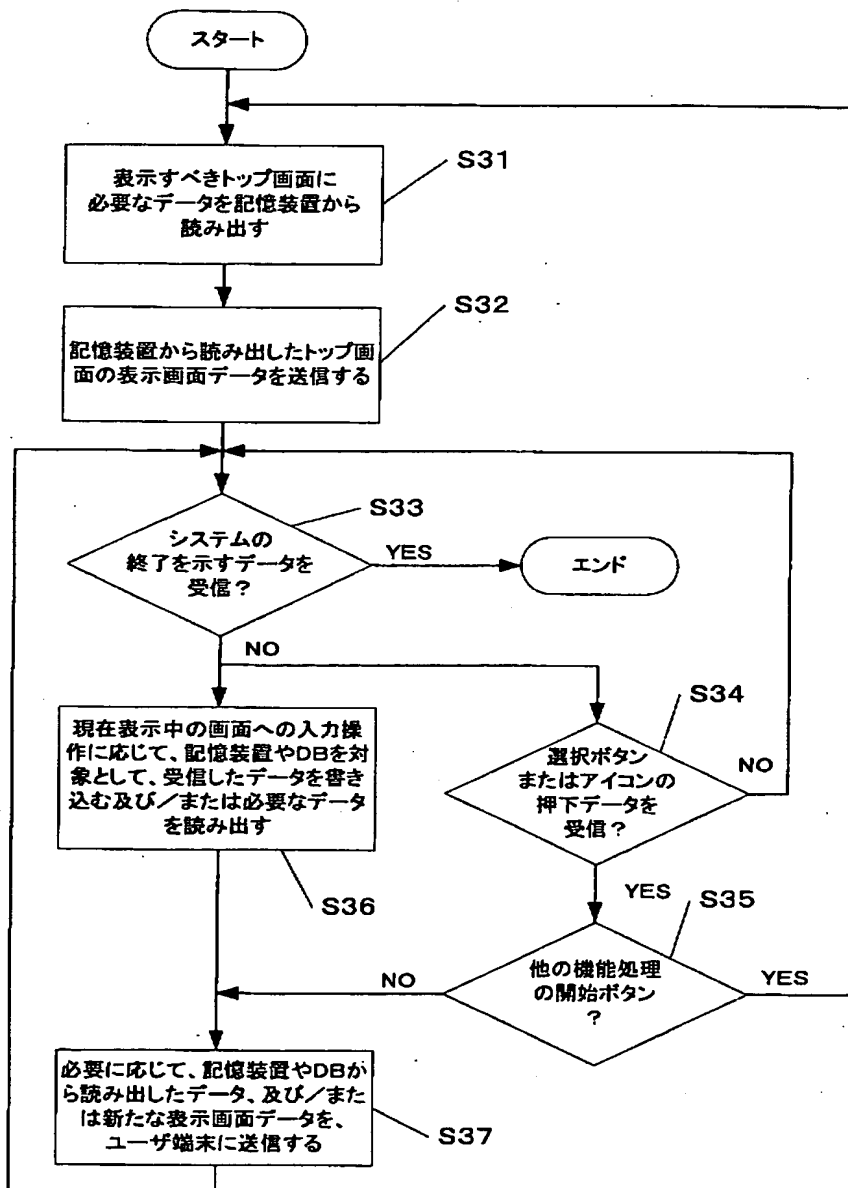 スタート
S31
表示すべきトップ画面に
必要なデータを記憶装置から
読み出す
S32
記憶装置から読み出したトップ画
面の表示画面データを送信する
S33
システムの
終了を示すデータを
受信？
YES
エンド
NO
S34
現在表示中の画面への入力操
作に応じて、記憶装置やDBを対
象として、受信したデータを書き
込む及び／または必要なデータ
を読み出す
選択ボタン
またはアイコンの
押下データを
受信？
NO
S36
YES
S35
他の機能処理
の開始ボタン
？
NO
YES
必要に応じて、記憶装置やDBか
ら読み出したデータ、及び／また
は新たな表示画面データを、
ユーザ端末に送信する
S37